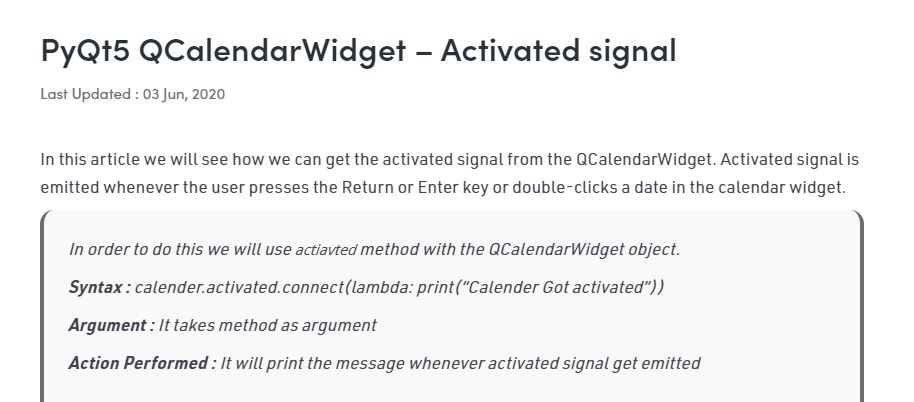 PyQt5 QCalendarWidget – Activated signal
Last Updated : 03 Jun, 2020
In this article we will see how we can get the activated signal from the QCalendarWidget. Activated signal is
emitted whenever the user presses the Return or Enter key or double-clicks a date in the calendar widget.
In order to do this we will use actiavted method with the QCalendarWidget object.
Syntax : calender.activated.connect(lambda: print(“Calender Got activated”))
Argument : It takes method as argument
Action Performed : It will print the message whenever activated signal get emitted